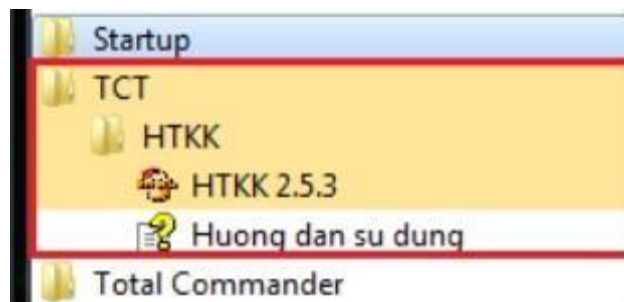 Startup
TCT
HTKK
HTKK 2.5.3
Huong dan su dung
Total Commander